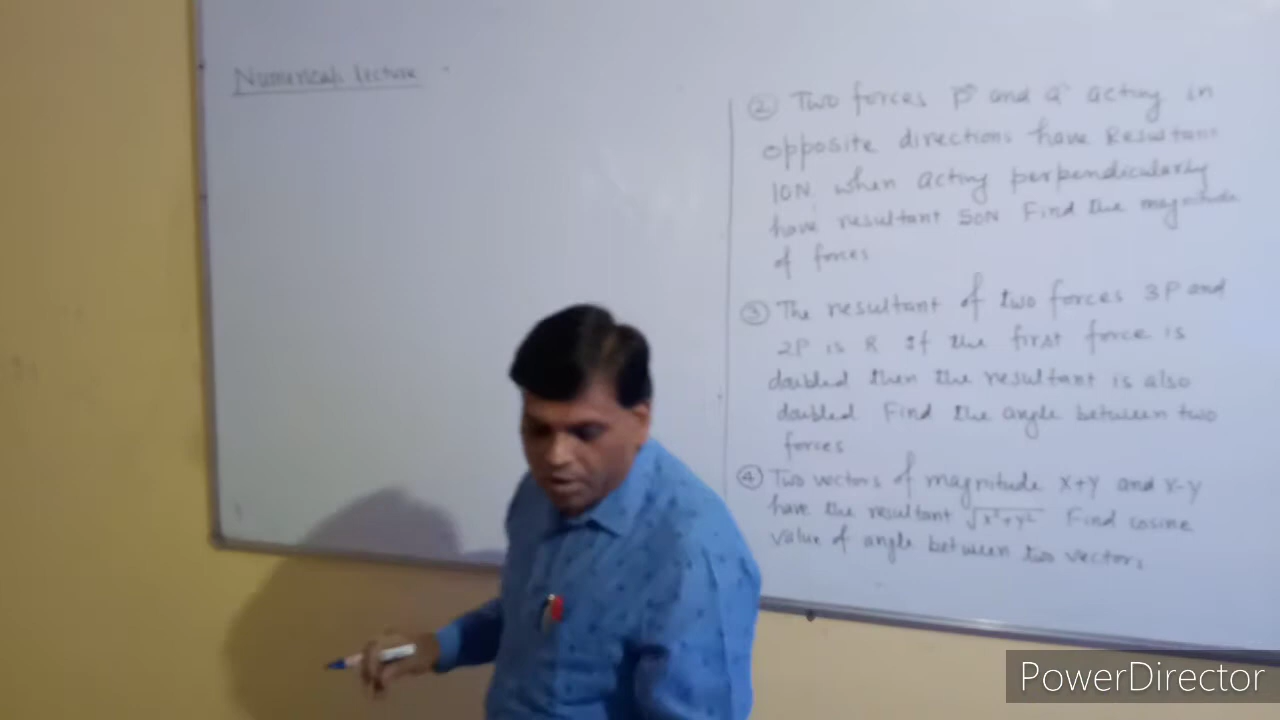 Numerical lecture
② Two forces P and Q acting in
opposite directions have Resultant
10N. when acting perpendicularly
have resultant 50N Find the magnitude
of forces
③ The resultant of two forces 3P and
2P is R If the first force is
doubled then the resultant is also
doubled Find the angle between two
forces
④ Two vectors of magnitude x+y and x-y
have the resultant √x²+y² Find cosine
value of angle between two vectors
PowerDirector